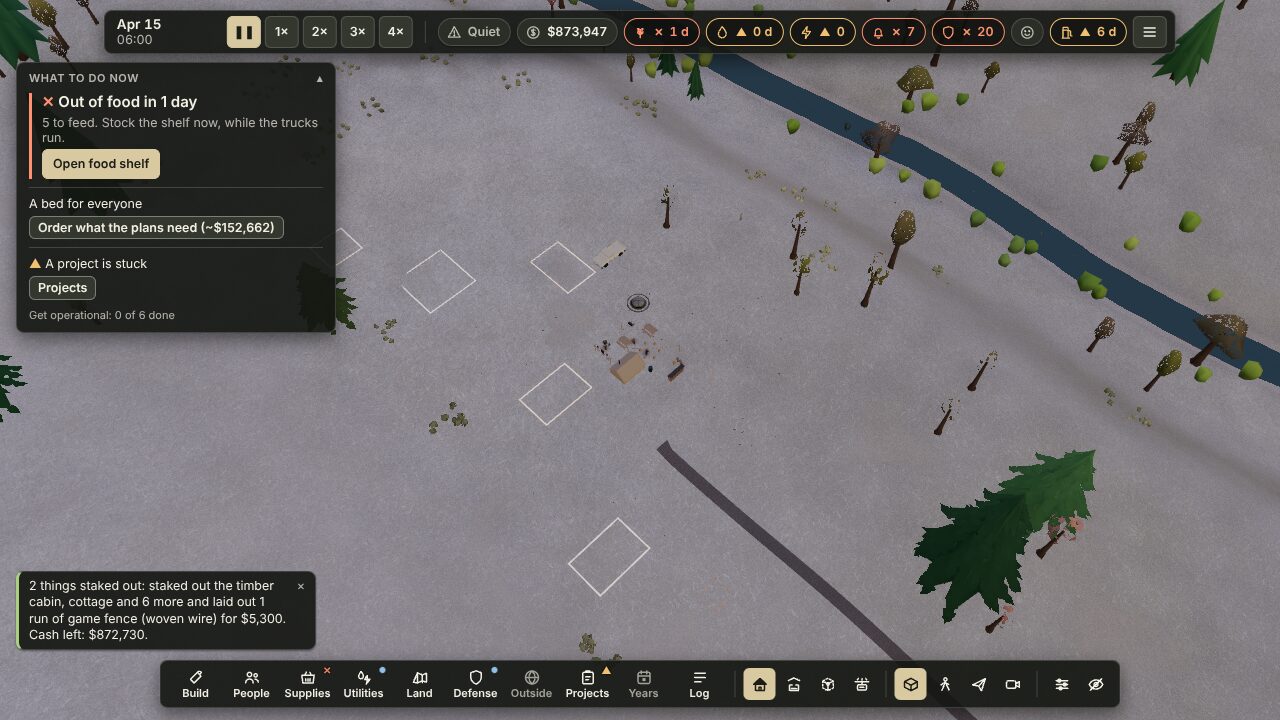 Apr 15
06:00
1×
2×
3×
4×
Quiet
$873,947
× 1 d
0 d
0
× 7
× 20
6 d
WHAT TO DO NOW
× Out of food in 1 day
5 to feed. Stock the shelf now, while the trucks
run.
Open food shelf
A bed for everyone
Order what the plans need (~$152,662)
A project is stuck
Projects
Get operational: 0 of 6 done
2 things staked out: staked out the timber
cabin, cottage and 6 more and laid out 1
run of game fence (woven wire) for $5,300.
Cash left: $872,730.
Build
People
Supplies
Utilities
Land
Defense
Outside
Projects
Years
Log